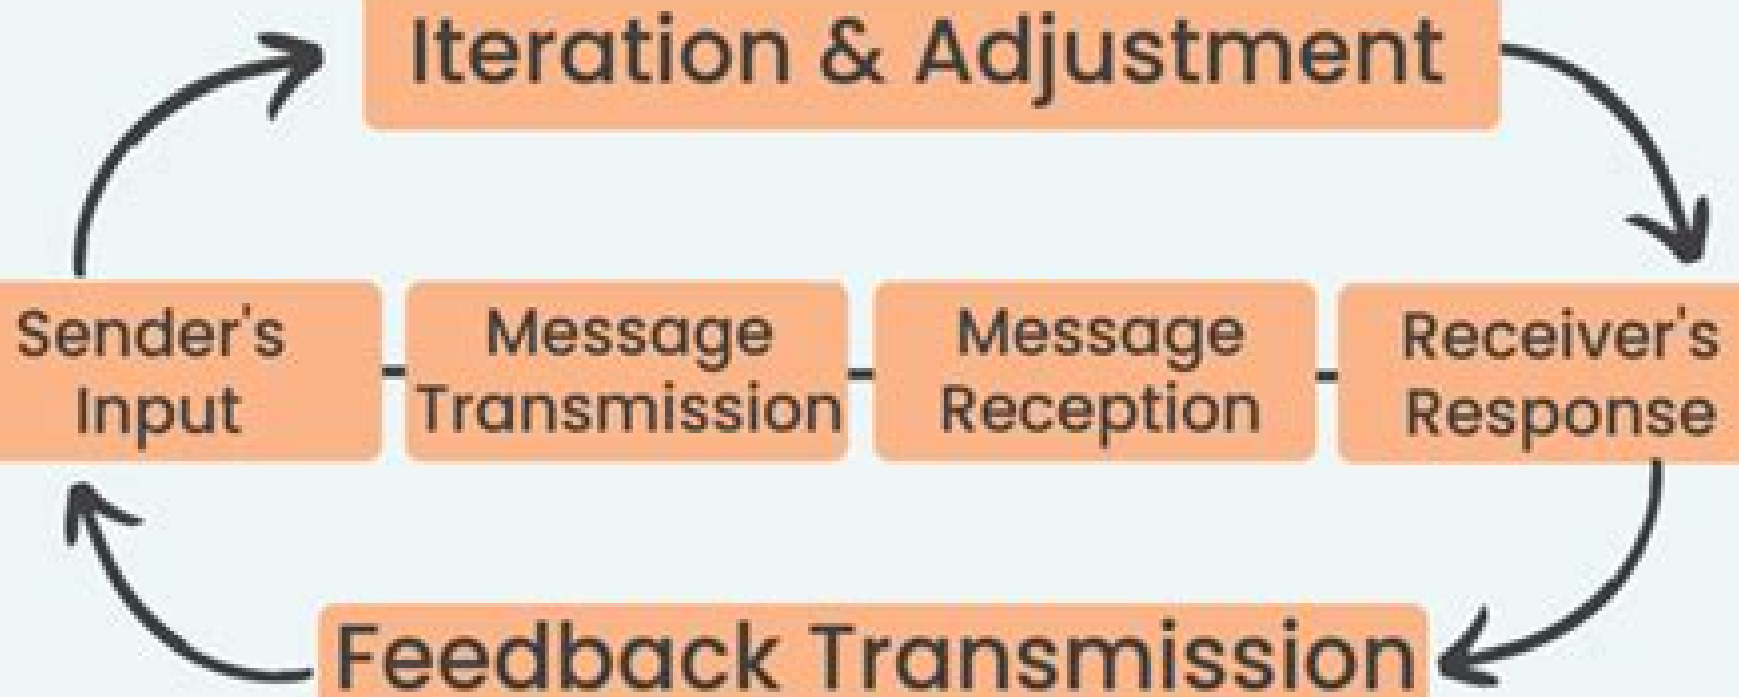 Iteration & Adjustment
Sender's
Input
Message
Transmission
Message
Reception
Receiver's
Response
Feedback Transmission